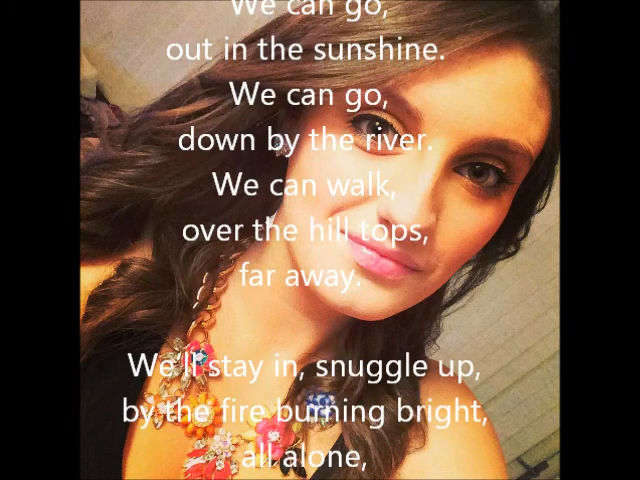 We can go,
out in the sunshine.
We can go,
down by the river.
We can walk,
over the hill tops,
far away.
We'll stay in, snuggle up,
by the fire burning bright,
all alone,